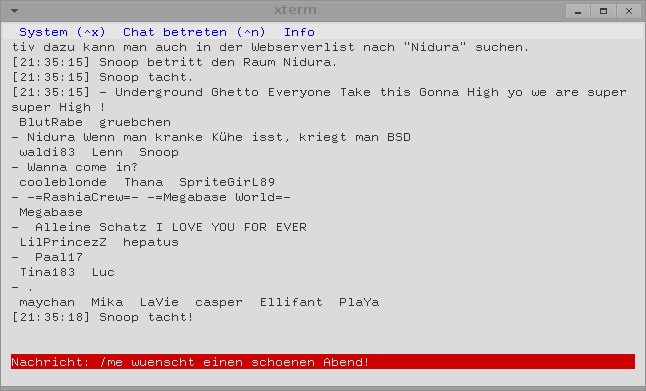 xterm
System (^x)  Chat betreten (^n)  Info
tiv dazu kann man auch in der Webserverlist nach "Nidura" suchen.
[21:35:15] Snoop betritt den Raum Nidura.
[21:35:15] Snoop tacht.
[21:35:15] - Underground Ghetto Everyone Take this Gonna High yo we are super
super High !
BlutRabe  gruebchen
- Nidura Wenn man kranke Kühe isst, kriegt man BSD
waldi83  Lenn  Snoop
- Wanna come in?
cooleblonde  Thana  SpriteGirL89
- -=RashiaCrew=- -=Megabase World=-
Megabase
-  Alleine Schatz I LOVE YOU FOR EVER
LilPrincezZ  hepatus
-  Paal17
Tina183  Luc
- .
maychan  Mika  LaVie  casper  Ellifant  PlaYa
[21:35:18] Snoop tacht!
Nachricht: /me wuenscht einen schoenen Abend!